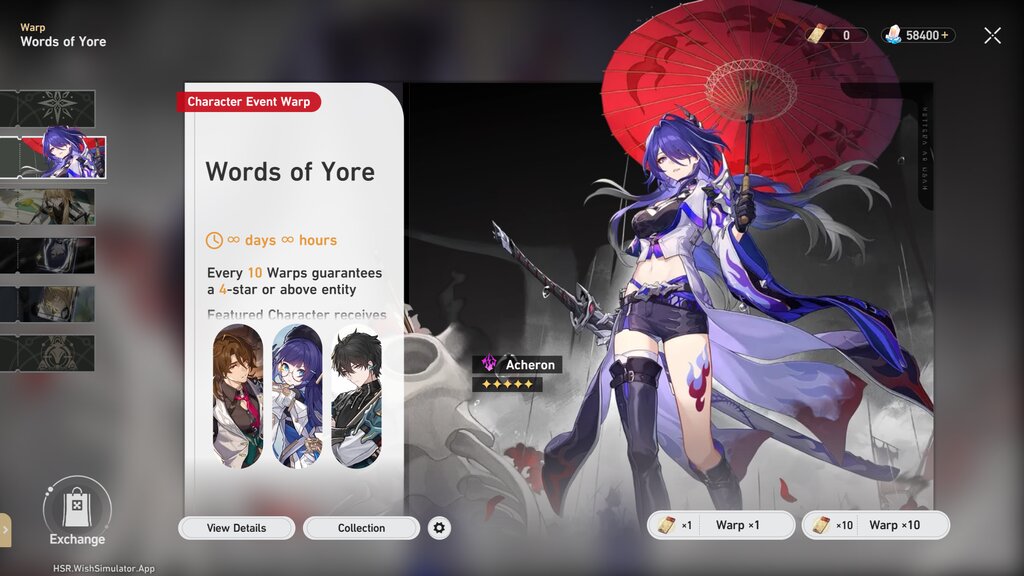 Warp
Words of Yore
0
58400+
Character Event Warp
Words of Yore
∞ days ∞ hours
Every 10 Warps guarantees
a 4-star or above entity
Featured Character receives
Acheron
View Details
Collection
×1 Warp ×1
×10 Warp ×10
Exchange
HSR.WishSimulator.App